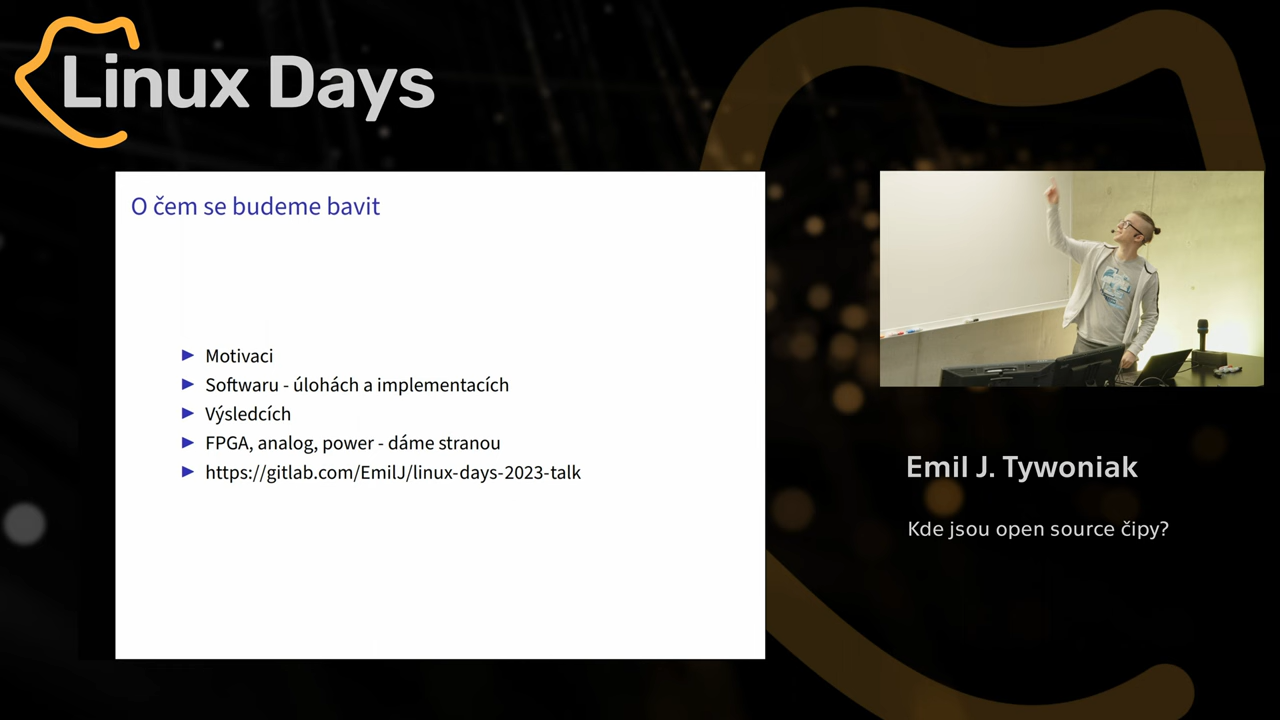 Linux Days
O čem se budeme bavit
Motivaci
Softwaru - úlohách a implementacích
Výsledcích
FPGA, analog, power - dáme stranou
https://gitlab.com/EmilJ/linux-days-2023-talk
Emil J. Tywoniak
Kde jsou open source čipy?